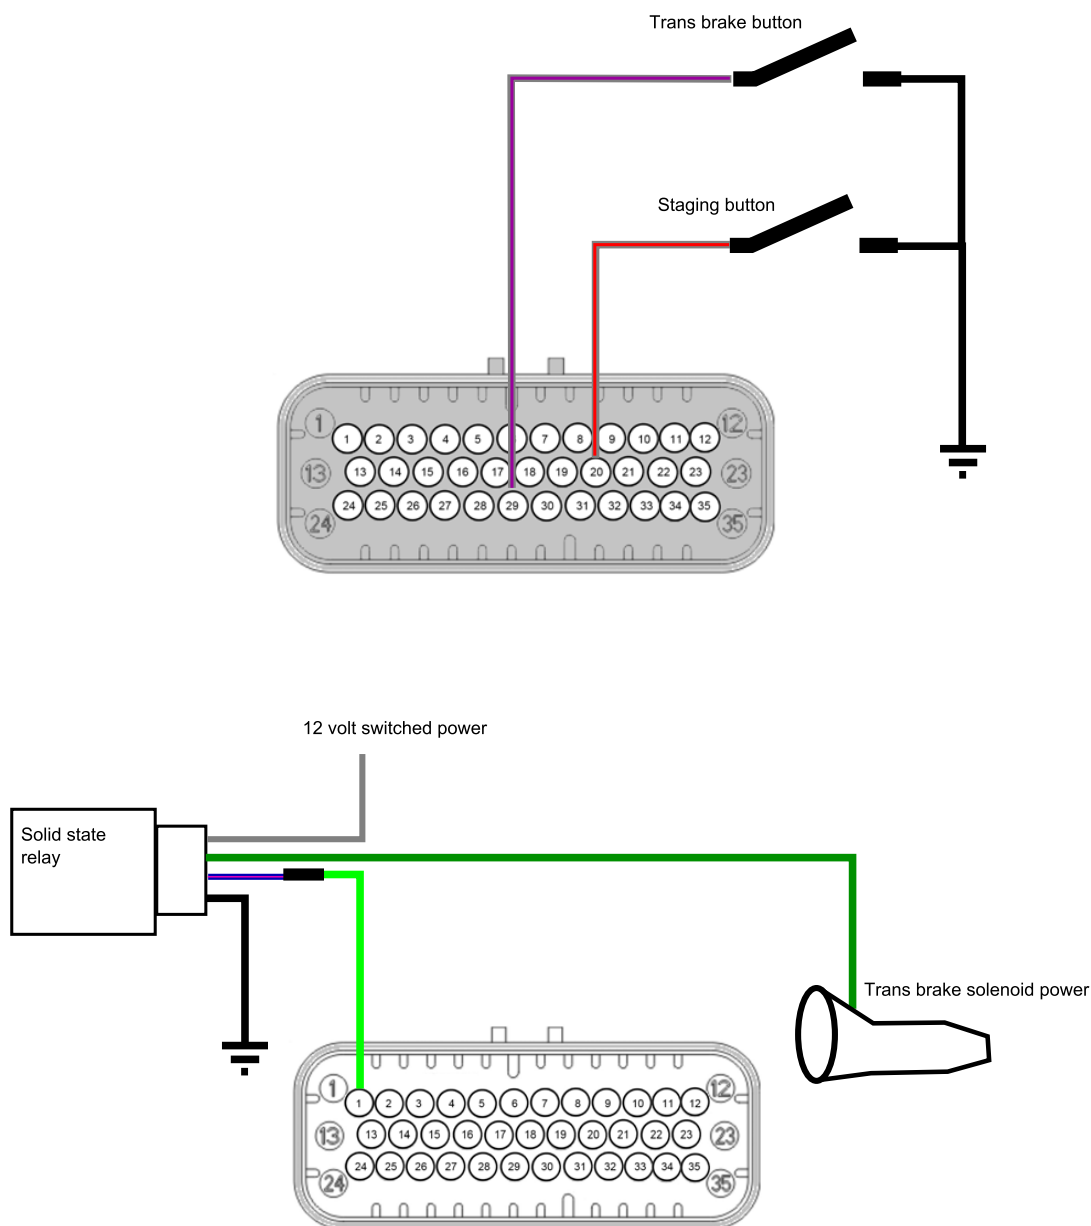 Trans brake button
Staging button
1 12
1 2 3 4 5 7 8 9 10 11 12
13 13 14 15 16 17 18 19 20 21 22 23 23
24 25 26 27 28 29 30 31 32 33 34 35
24 35
12 volt switched power
Solid state
relay
Trans brake solenoid power
1 12
1 2 3 4 5 6 7 8 9 10 11 12
13 13 14 15 16 17 18 19 20 21 22 23 23
24 25 26 27 28 29 30 31 32 33 34 35
24 35